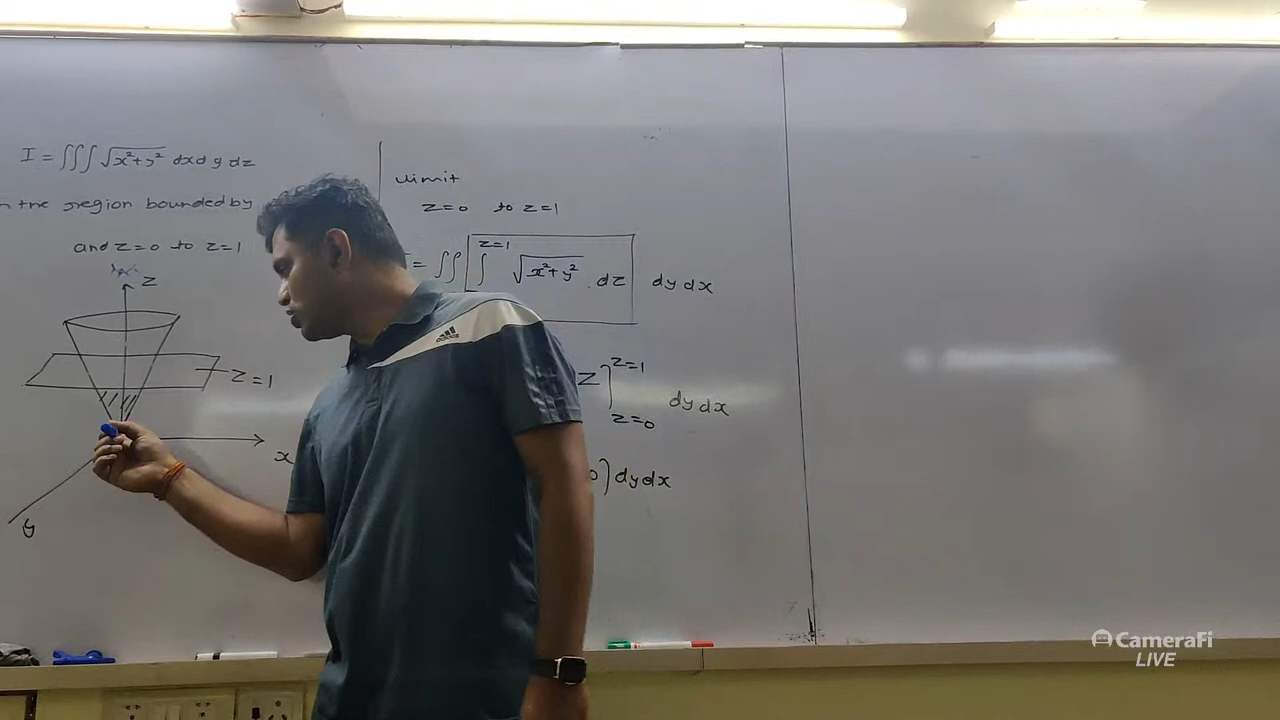 I = ∫∫∫ √x²+y² dx dy dz
the region bounded by
and z=0 to z=1
z
z=1
x
y
limit
z=0 to z=1
= ∫∫ ∫ z=1 √x²+y² . dz dy dx
z ] z=1 z=0 dy dx
0] dy dx
adidas
CameraFi
LIVE